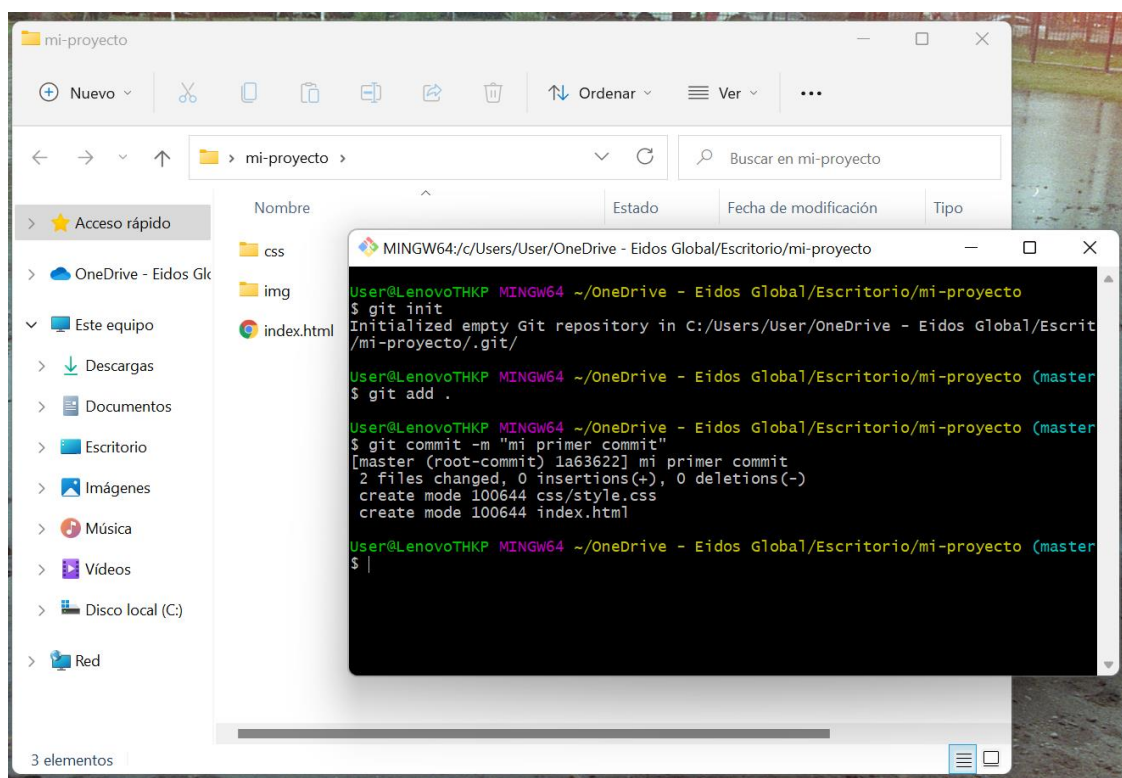 mi-proyecto
Nuevo
Ordenar
Ver
mi-proyecto
Buscar en mi-proyecto
Nombre
Estado
Fecha de modificación
Tipo
Acceso rápido
OneDrive - Eidos Glo
Este equipo
Descargas
Documentos
Escritorio
Imágenes
Música
Vídeos
Disco local (C:)
Red
css
img
index.html
3 elementos
MINGW64:/c/Users/User/OneDrive - Eidos Global/Escritorio/mi-proyecto
User@LenovoTHKP MINGW64 ~/OneDrive - Eidos Global/Escritorio/mi-proyecto
$ git init
Initialized empty Git repository in C:/Users/User/OneDrive - Eidos Global/Escrit
/mi-proyecto/.git/
User@LenovoTHKP MINGW64 ~/OneDrive - Eidos Global/Escritorio/mi-proyecto (master
$ git add .
User@LenovoTHKP MINGW64 ~/OneDrive - Eidos Global/Escritorio/mi-proyecto (master
$ git commit -m "mi primer commit"
[master (root-commit) 1a63622] mi primer commit
2 files changed, 0 insertions(+), 0 deletions(-)
create mode 100644 css/style.css
create mode 100644 index.html
User@LenovoTHKP MINGW64 ~/OneDrive - Eidos Global/Escritorio/mi-proyecto (master
$